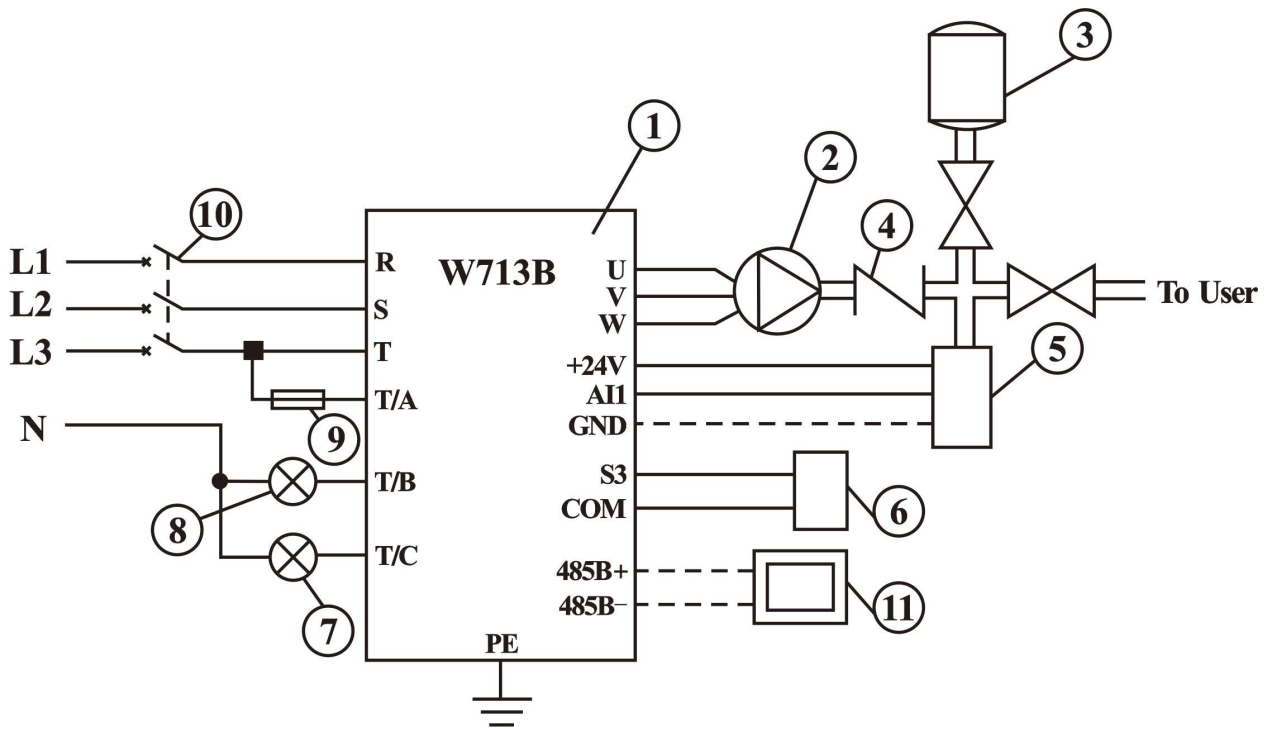 3
1
2
10
4
L1
R
W713B
U
To User
L2
S
V
W
L3
T
+24V
5
T/A
AI1
N
9
GND
T/B
S3
8
COM
6
T/C
485B+
7
485B−
11
PE